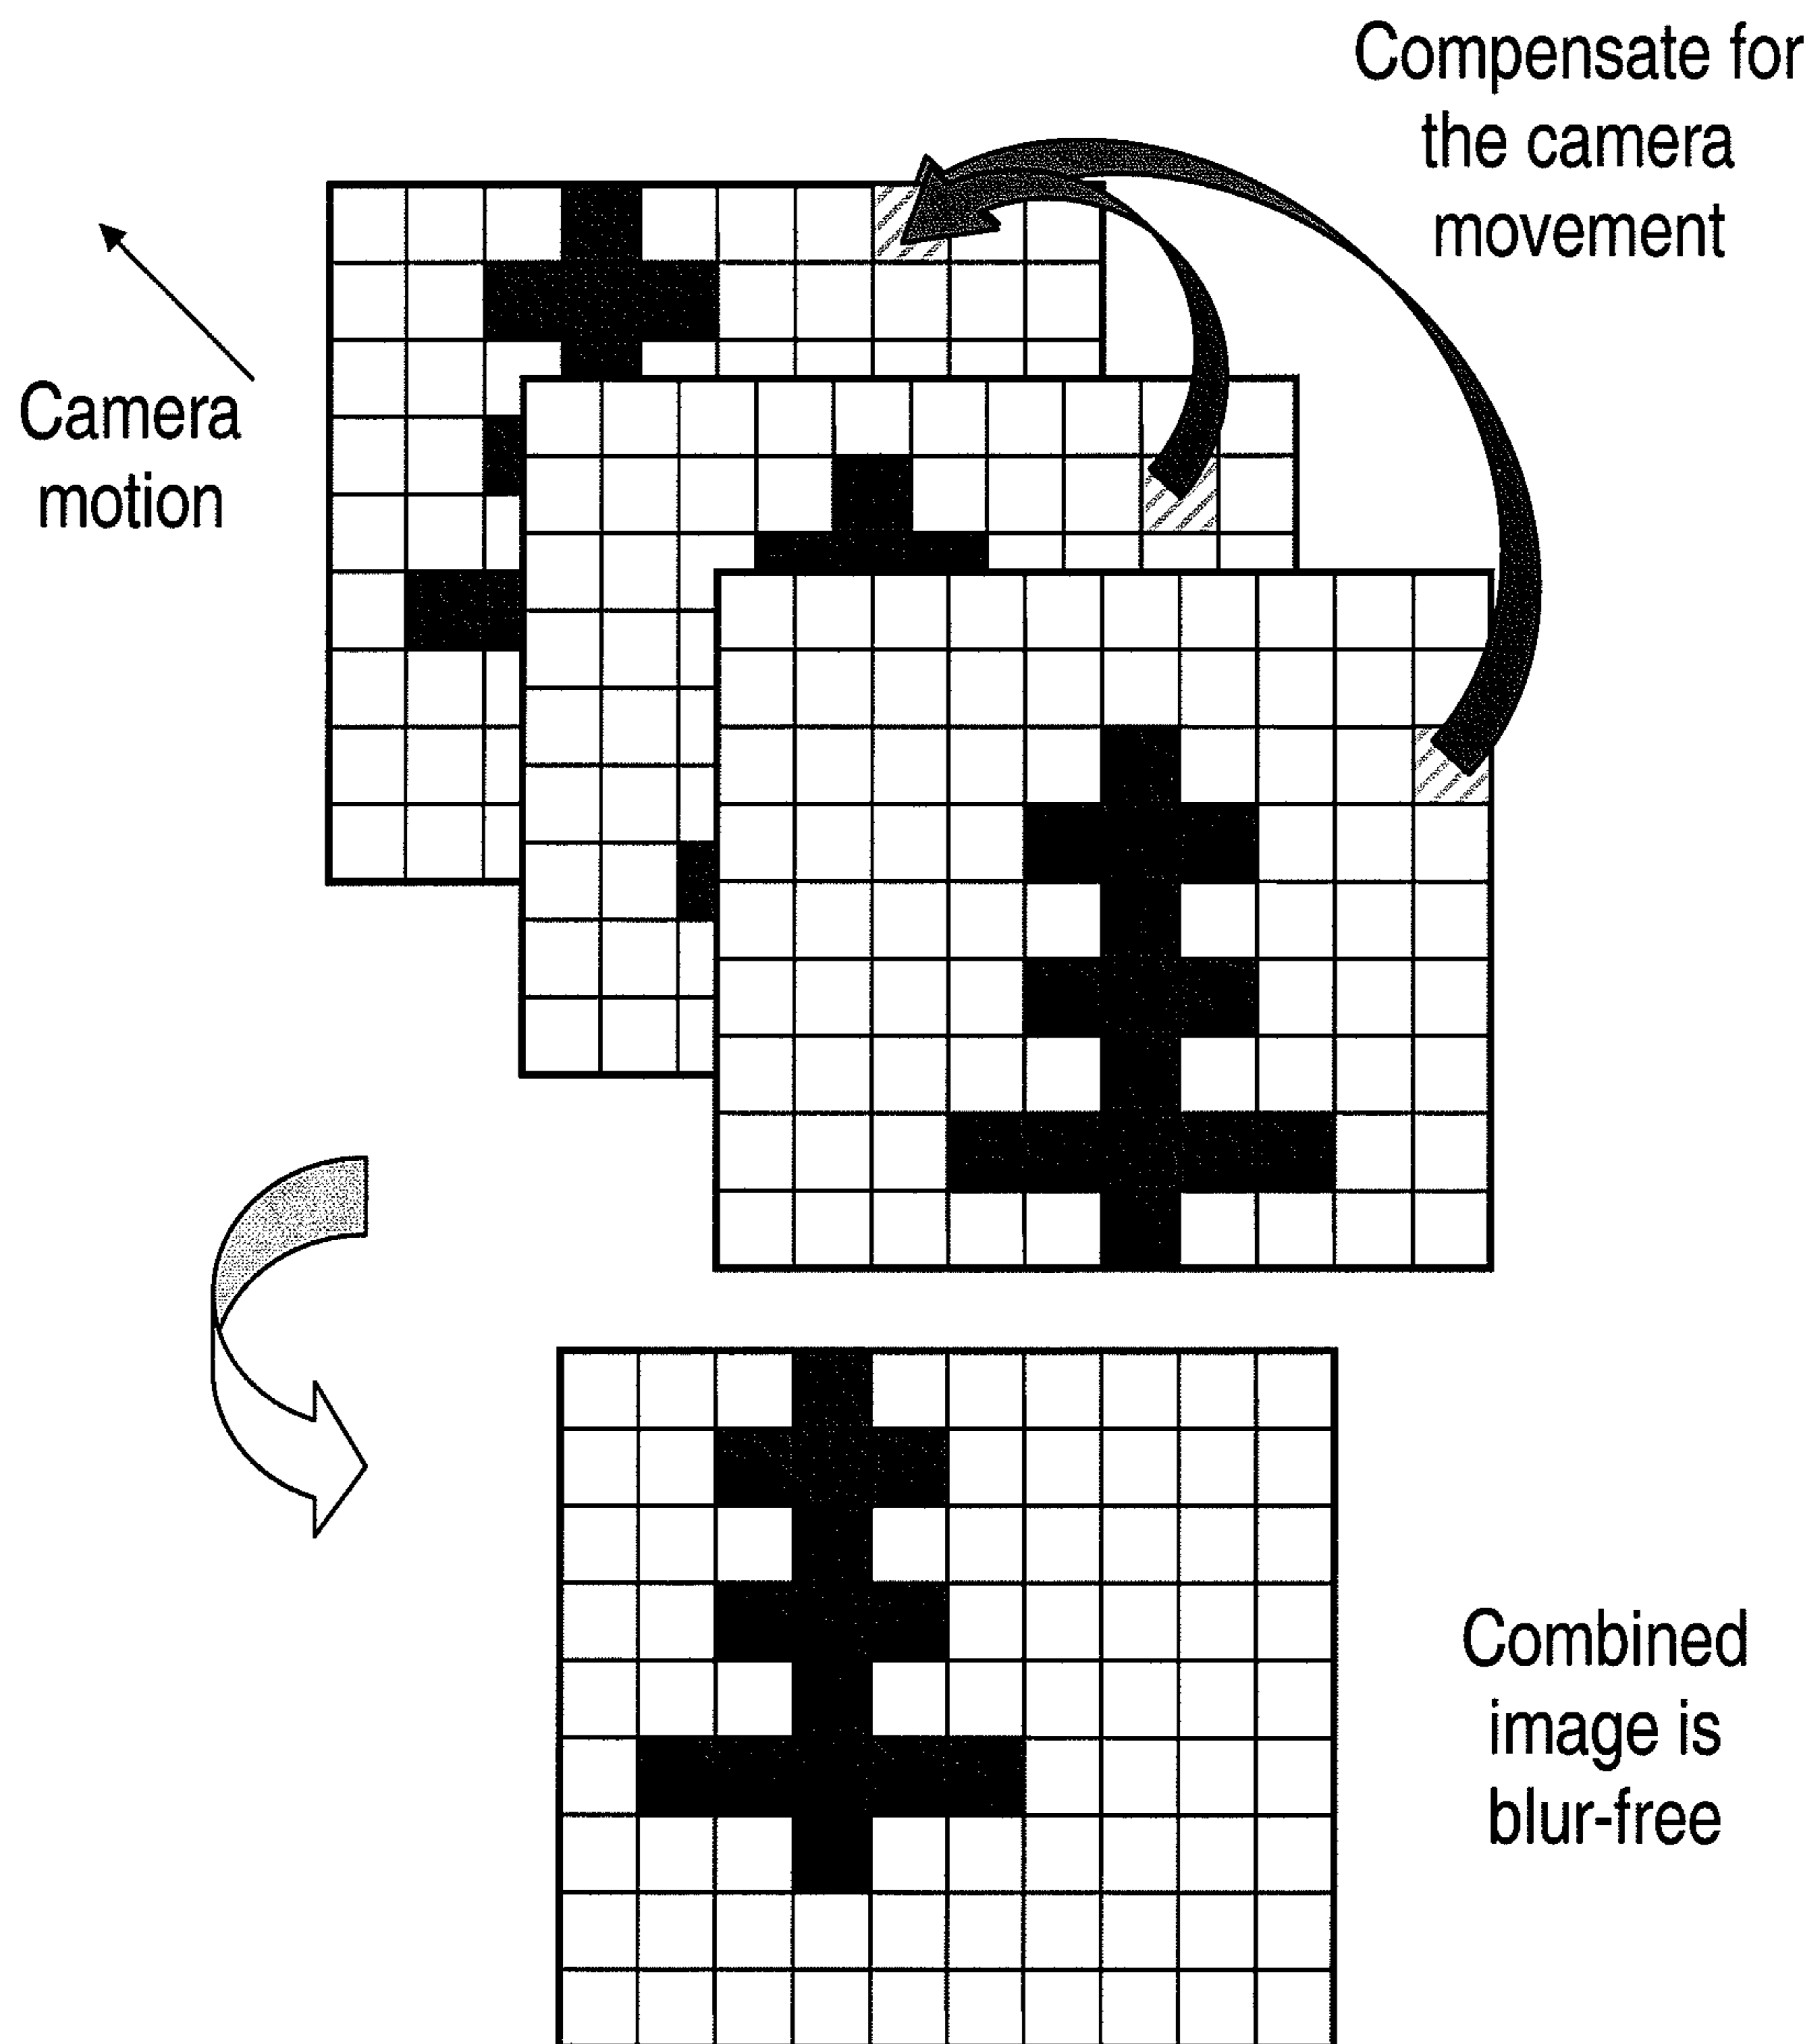 Compensate for
the camera
movement
Camera
motion
Combined
image is
blur-free